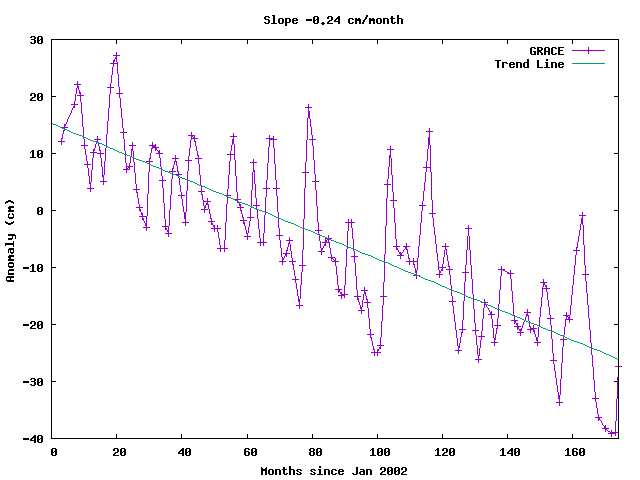 Slope -0.24 cm/month
GRACE
Trend Line
30
20
10
0
-10
-20
-30
-40
Anomaly (cm)
0 20 40 60 80 100 120 140 160
Months since Jan 2002